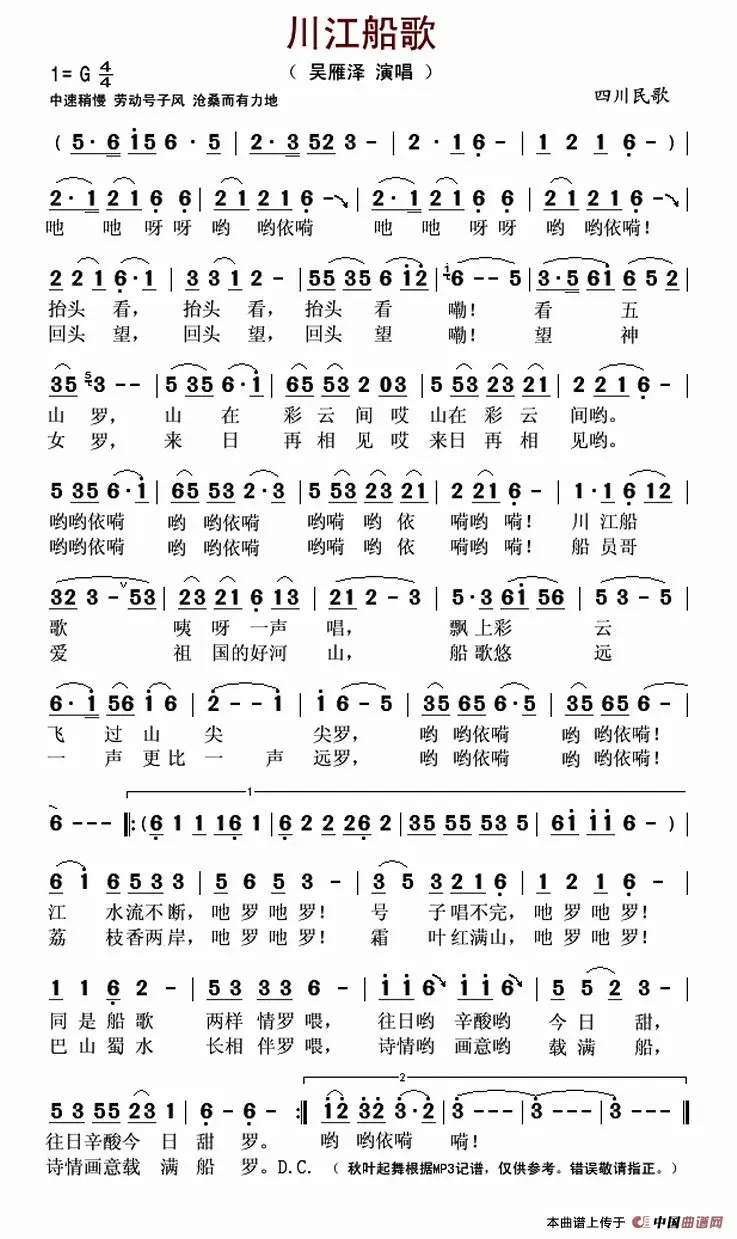 川江船歌
1= G 4/4
（ 吴雁泽 演唱 ）
中速稍慢 劳动号子风 沧桑而有力地
四川民歌
( 5· 6 i5 6 · 5 | 2· 3 52 3 - | 2 · 1 6 - | 1 2 1 6 - ) |
2· 1 21 6 6 | 21 21 6 - | 2· 1 21 6 6 | 21 21 6 - |
吔 吔 呀 呀 哟 哟依嗬 吔 吔 呀 呀 哟 哟依嗬！
2 2 1 6· 1 | 3 3 1 2 - | 55 35 6 i2 | 6 - - 5 | 3· 5 6i 6 5 2 |
抬头 看， 抬头 看， 抬头 看 嘞！ 看 五
回头 望， 回头 望， 回头 望 嘞！ 望 神
35 3 - - | 5 35 6· i | 65 53 2 03 | 5 53 23 21 | 2 2 1 6 - |
山 罗， 山 在 彩 云 间 哎 山在 彩 云 间哟。
女 罗， 来 日 再 相 见 哎 来日 再 相 见哟。
5 35 6· i | 65 53 2· 3 | 53 53 23 21 | 2 21 6 - | 1· 1 6 12 |
哟哟依嗬 哟 哟依嗬 哟嗬 哟 依 嗬哟 嗬！ 川 江船
哟哟依嗬 哟 哟依嗬 哟嗬 哟 依 嗬哟 嗬！ 船 员哥
32 3 - 53 | 23 21 6 13 | 21 2 - 3 | 5· 3 6i 56 | 53 5 - 3 |
歌 咦 呀 一声 唱， 飘上彩 云
爱 祖 国的好河 山， 船 歌悠 远
6· i 56 i 6 | 2 - - i | i 6 - 5 | 35 65 6· 5 | 35 65 6 - |
飞 过 山 尖 尖罗， 哟 哟依嗬 哟 哟依嗬！
一 声 更 比 一 声 远罗， 哟 哟依嗬 哟 哟依嗬！
1
6 - - - ‖: (6 1 1 16 1 | 6 2 2 26 2 | 35 55 53 5 | 6i ii 6 - ) |
6 i 6 5 3 3 | 5 6 5 3 - | 3 5 3 21 6 | 1 2 1 6 - |
江 水流不断， 吔 罗 吔罗！ 号 子唱不完， 吔 罗吔罗！
荔 枝香两岸， 吔 罗 吔罗！ 霜 叶红满山， 吔 罗吔罗！
1 1 6 2 - | 5 3 3 3 6 - | i i 6 i i 6 | 5 5 2 3 - |
同 是 船 歌 两样 情罗 喂， 往日哟 辛酸哟 今 日 甜，
巴 山 蜀 水 长相 伴罗 喂， 诗情哟 画意哟 载 满 船，
2
5 3 55 23 1 | 6 - 6 - :‖ i2 32 3· 2 | 3 - - - | 3 - 3 - ‖
往日辛酸今 日 甜 罗。 哟 哟依嗬 嗬！
诗情画意载 满 船 罗。D.C. （ 秋叶起舞根据MP3记谱，仅供参考。错误敬请指正。）
本曲谱上传于 中国曲谱网